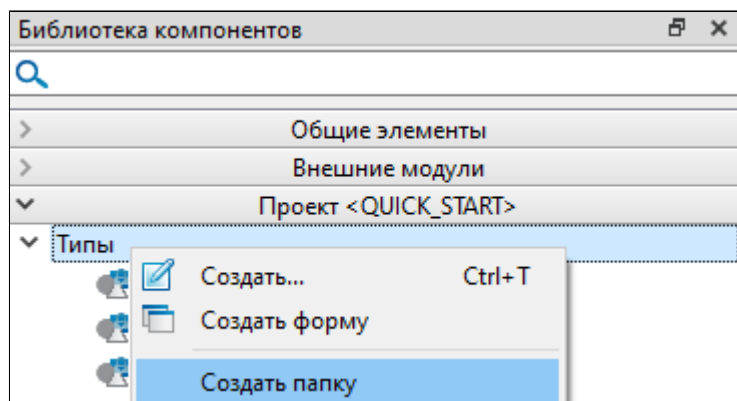 Библиотека компонентов
Общие элементы
Внешние модули
Проект <QUICK_START>
Типы
Создать... Ctrl+T
Создать форму
Создать папку